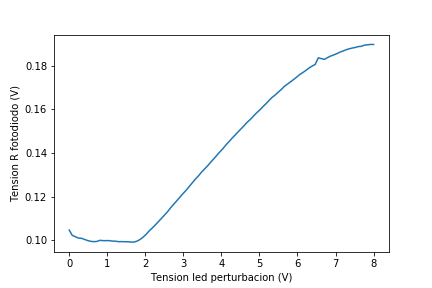 0.18
0.16
0.14
0.12
0.10
Tension R fotodiodo (V)
0 1 2 3 4 5 6 7 8
Tension led perturbacion (V)